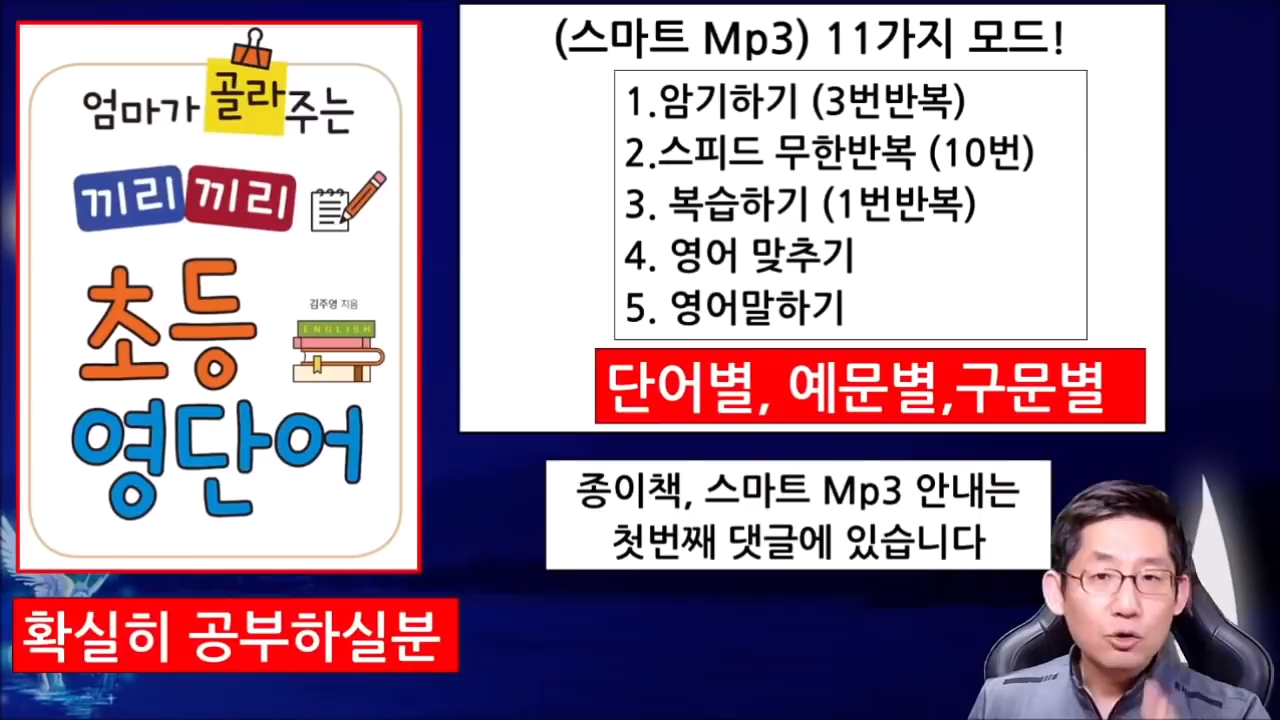 엄마가 골라주는
끼리끼리
초등
김주영 지음
ENGLISH
영단어
확실히 공부하실분
(스마트 Mp3) 11가지 모드!
1.암기하기 (3번반복)
2.스피드 무한반복 (10번)
3. 복습하기 (1번반복)
4. 영어 맞추기
5. 영어말하기
단어별, 예문별,구문별
종이책, 스마트 Mp3 안내는
첫번째 댓글에 있습니다